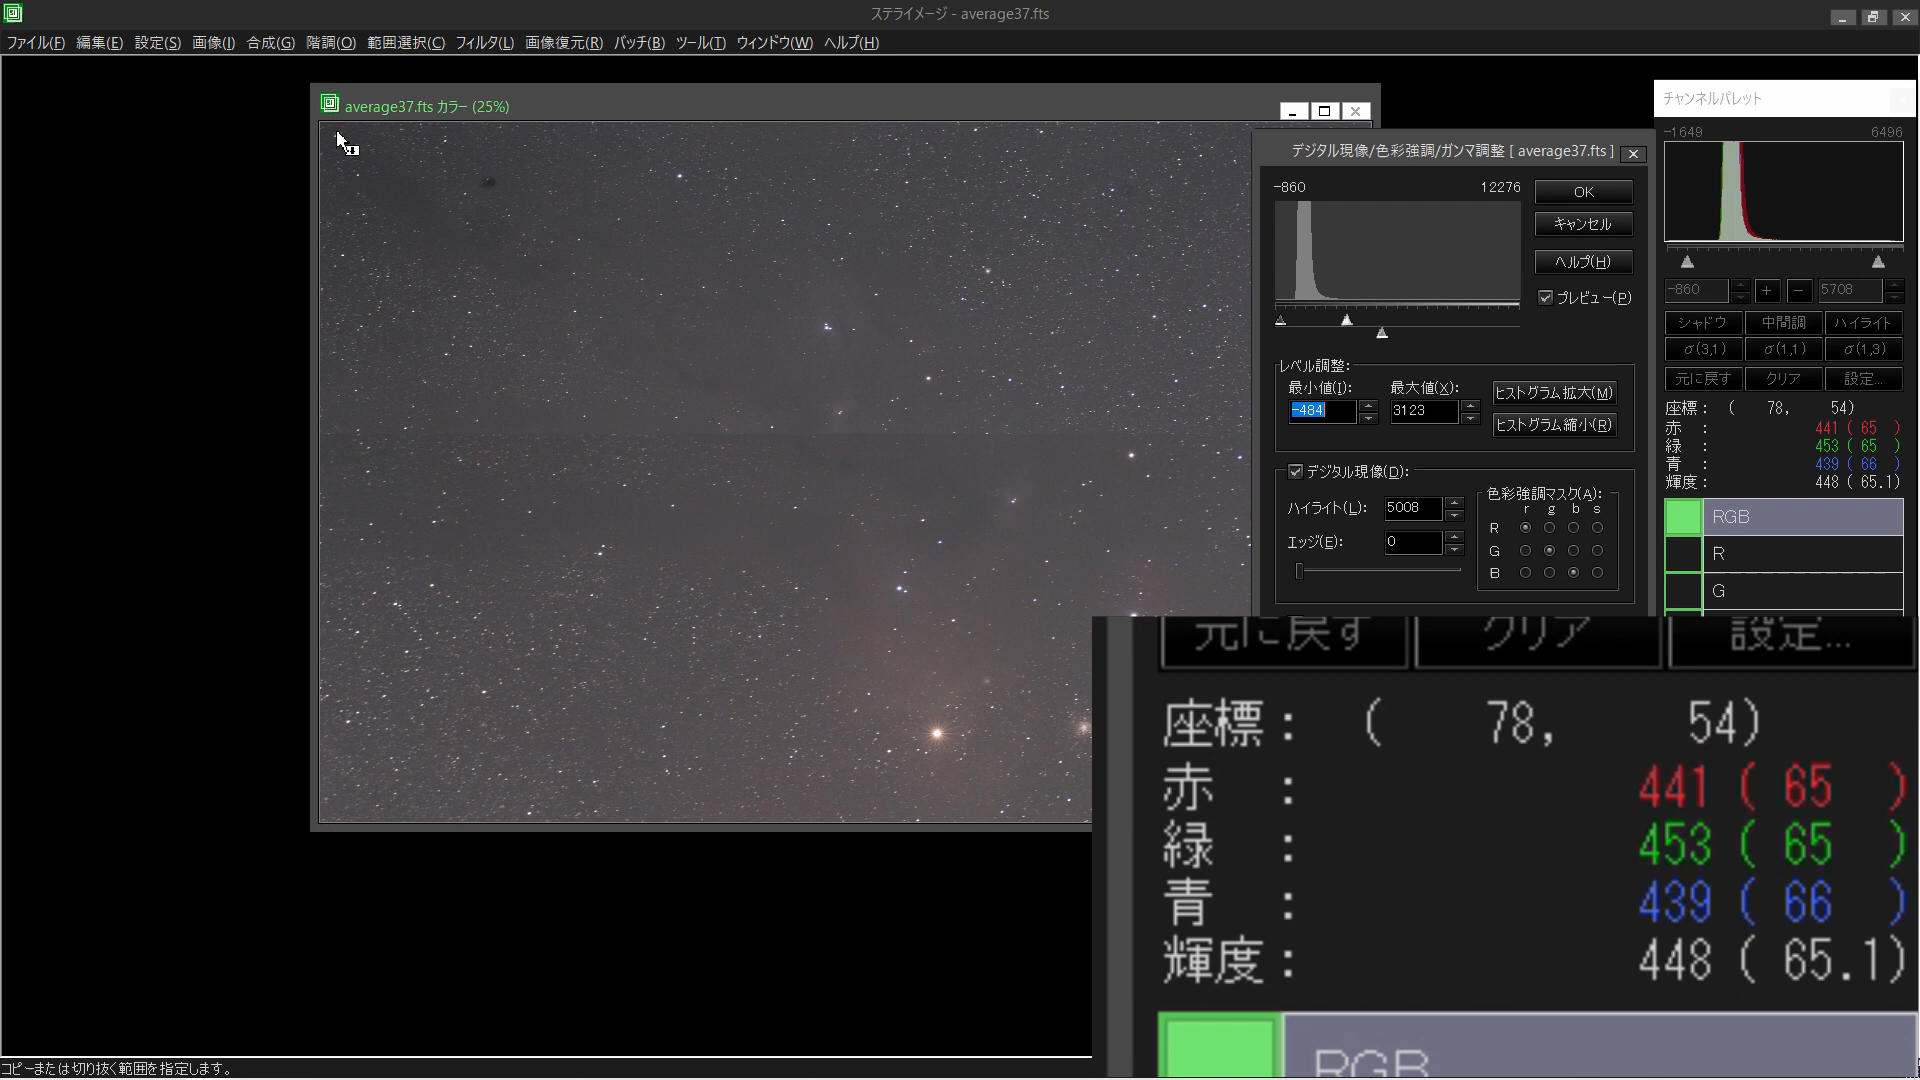 ステライメージ - average37.fts
ファイル(F) 編集(E) 設定(S) 画像(I) 合成(G) 階調(O) 範囲選択(C) フィルタ(L) 画像復元(R) バッチ(B) ツール(T) ウィンドウ(W) ヘルプ(H)
average37.fts カラー (25%)
デジタル現像/色彩強調/ガンマ調整 [ average37.fts ]
-860 12276
OK
キャンセル
ヘルプ(H)
プレビュー(P)
レベル調整:
最小値(I): 最大値(X):
-484 3123
ヒストグラム拡大(M)
ヒストグラム縮小(R)
デジタル現像(D):
ハイライト(L): 5008
エッジ(E): 0
色彩強調マスク(A):
r g b s
R
G
B
チャンネルパレット
-1649 6496
-860 + - 5708
シャドウ 中間調 ハイライト
σ(3,1) σ(1,1) σ(1,3)
元に戻す クリア 設定...
座標 : ( 78, 54)
赤 : 441 ( 65 )
緑 : 453 ( 65 )
青 : 439 ( 66 )
輝度 : 448 ( 65.1)
RGB
R
G
元に戻す クリア 設定...
座標 : ( 78, 54)
赤 : 441 ( 65 )
緑 : 453 ( 65 )
青 : 439 ( 66 )
輝度 : 448 ( 65.1)
RGB
コピーまたは切り抜く範囲を指定します。